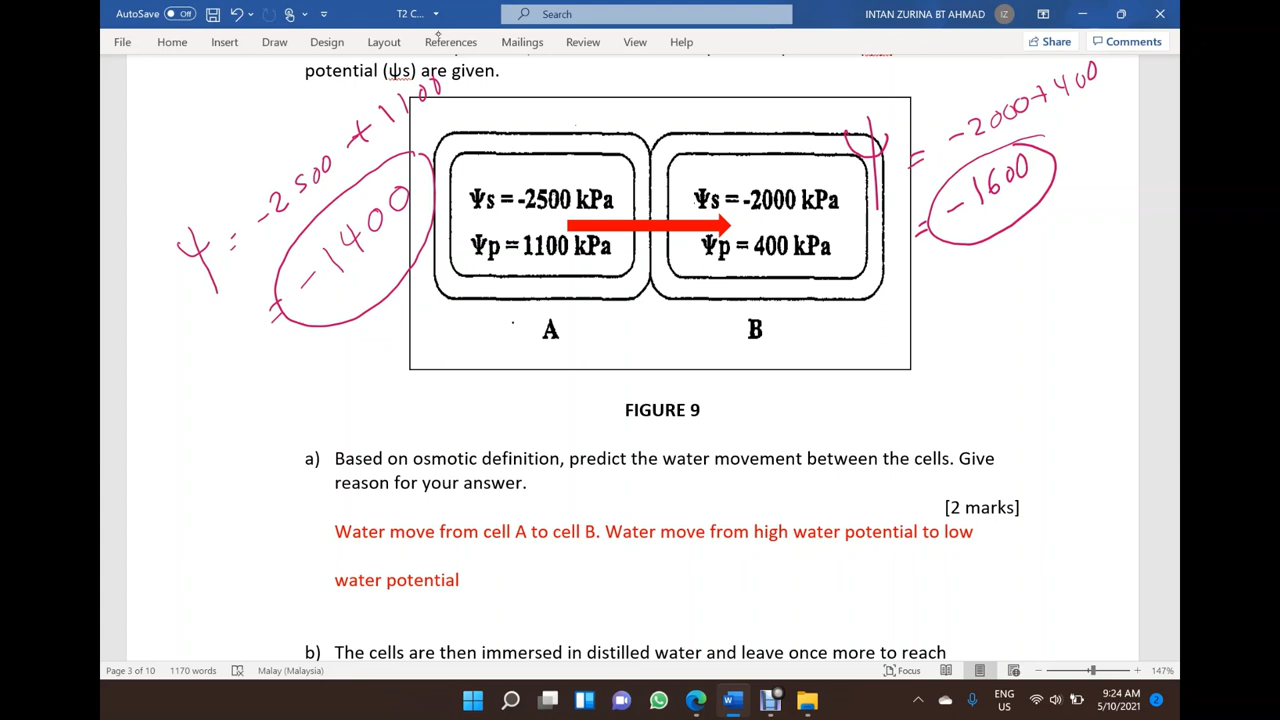 AutoSave Off T2 C... Search INTAN ZURINA BT AHMAD IZ
File Home Insert Draw Design Layout References Mailings Review View Help Share Comments
potential (ψs) are given.
ψ = -2500 + 1100
= -1400
Ψs = -2500 kPa
Ψp = 1100 kPa
A
Ψs = -2000 kPa
Ψp = 400 kPa
B
ψ = -2000 + 400
= -1600
FIGURE 9
a) Based on osmotic definition, predict the water movement between the cells. Give
reason for your answer.
[2 marks]
Water move from cell A to cell B. Water move from high water potential to low
water potential
b) The cells are then immersed in distilled water and leave once more to reach
Page 3 of 10 1170 words Malay (Malaysia) Focus 147%
ENG US 9:24 AM 5/10/2021 2